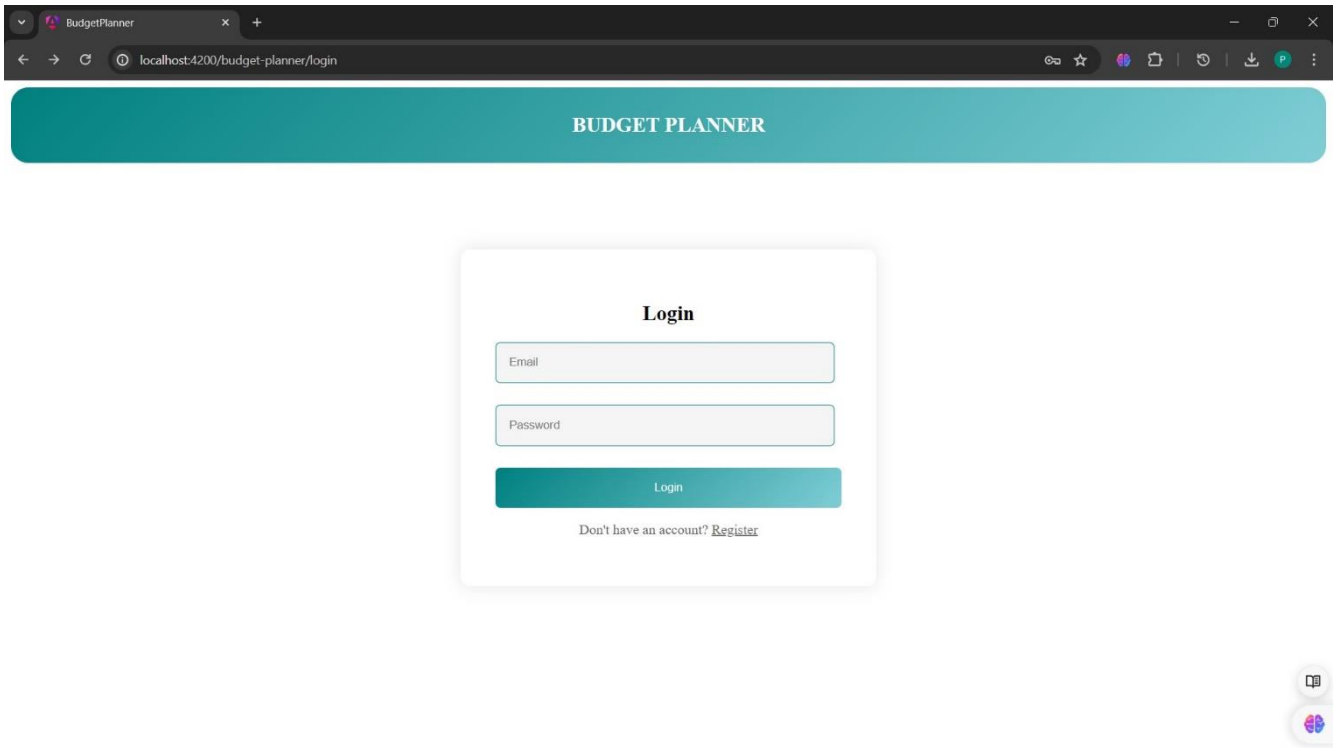 BudgetPlanner
localhost:4200/budget-planner/login
P
BUDGET PLANNER
Login
Email
Password
Login
Don't have an account? Register